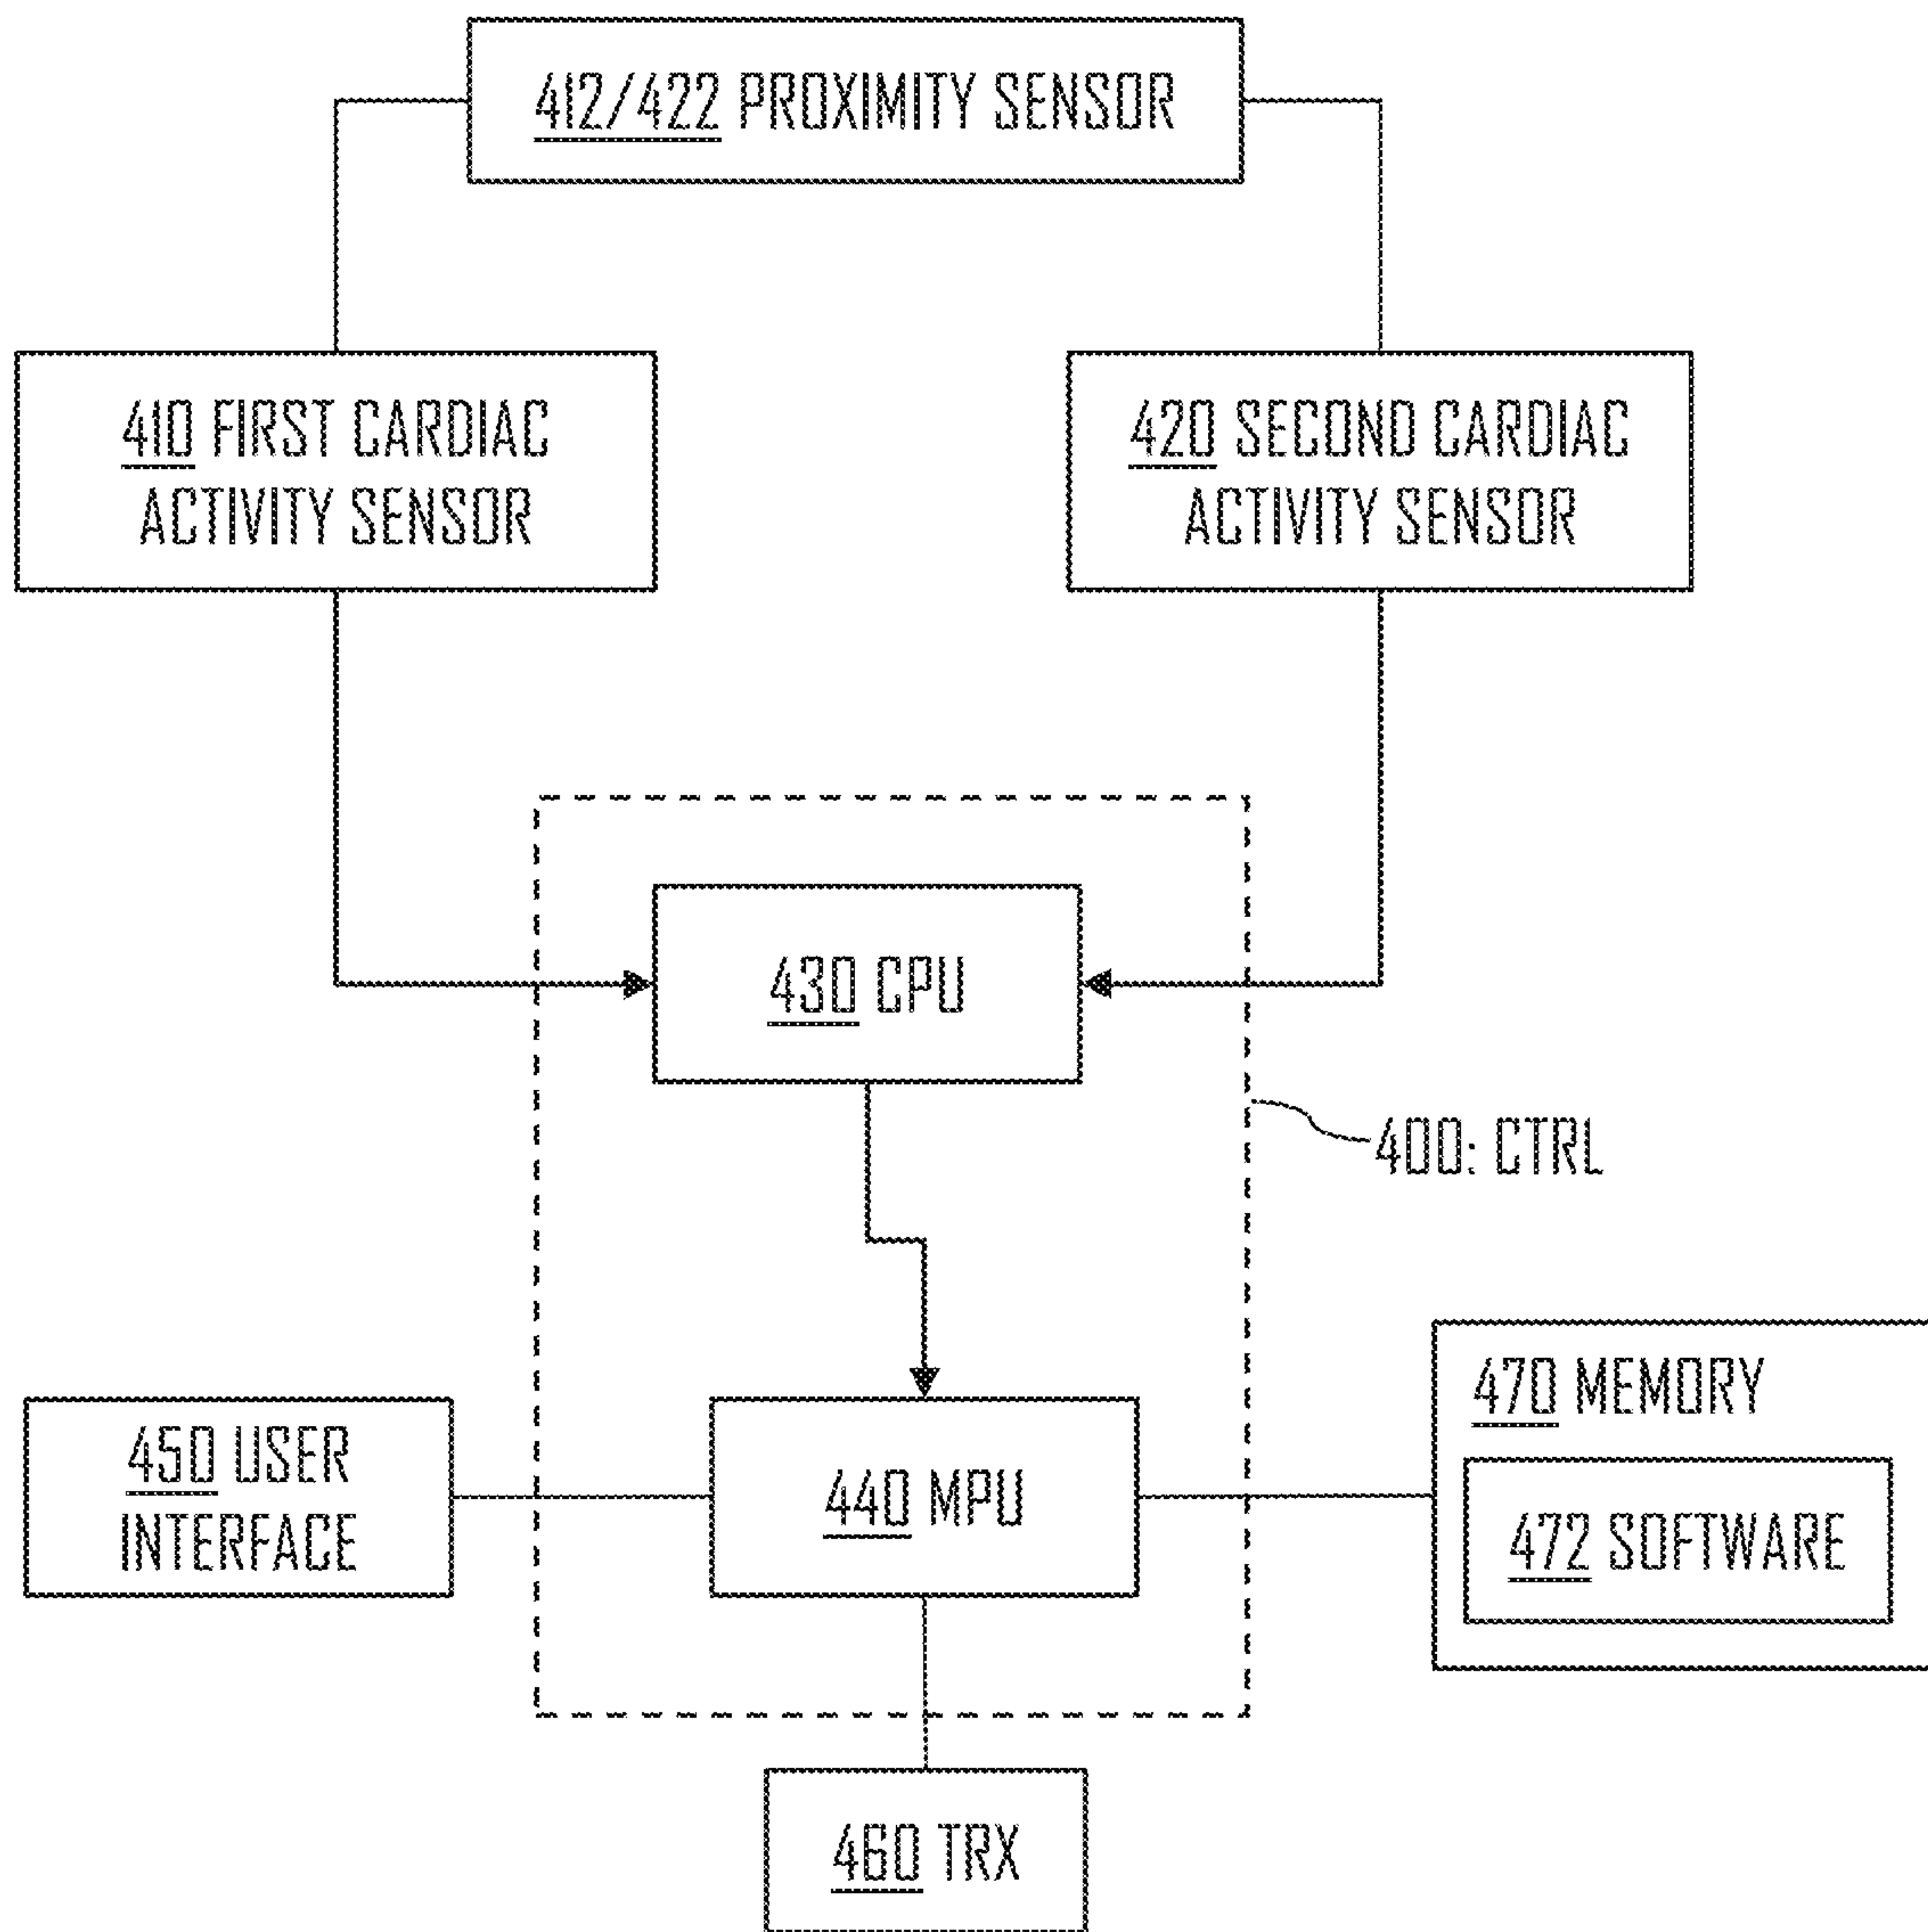 412/422 PROXIMITY SENSOR
410 FIRST CARDIAC
ACTIVITY SENSOR
420 SECOND CARDIAC
ACTIVITY SENSOR
430 CPU
400: CTRL
450 USER
INTERFACE
440 MPU
470 MEMORY
472 SOFTWARE
460 TRX